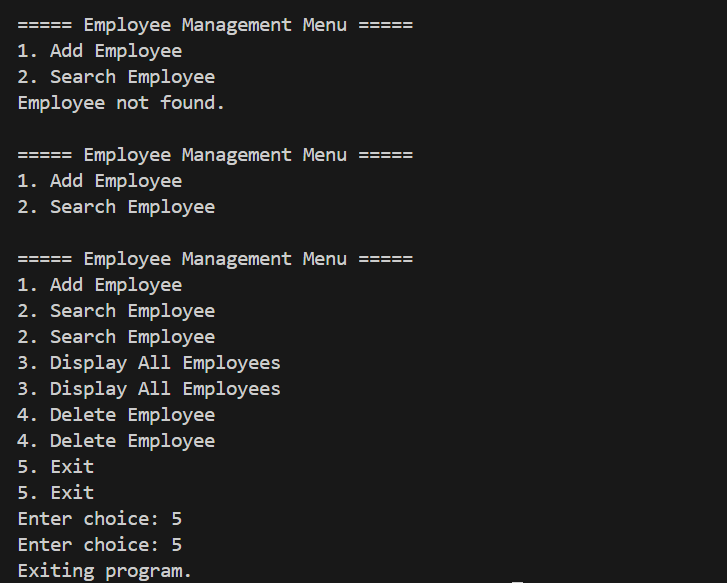 ===== Employee Management Menu =====
1. Add Employee
2. Search Employee
Employee not found.
===== Employee Management Menu =====
1. Add Employee
2. Search Employee
===== Employee Management Menu =====
1. Add Employee
2. Search Employee
2. Search Employee
3. Display All Employees
3. Display All Employees
4. Delete Employee
4. Delete Employee
5. Exit
5. Exit
Enter choice: 5
Enter choice: 5
Exiting program.